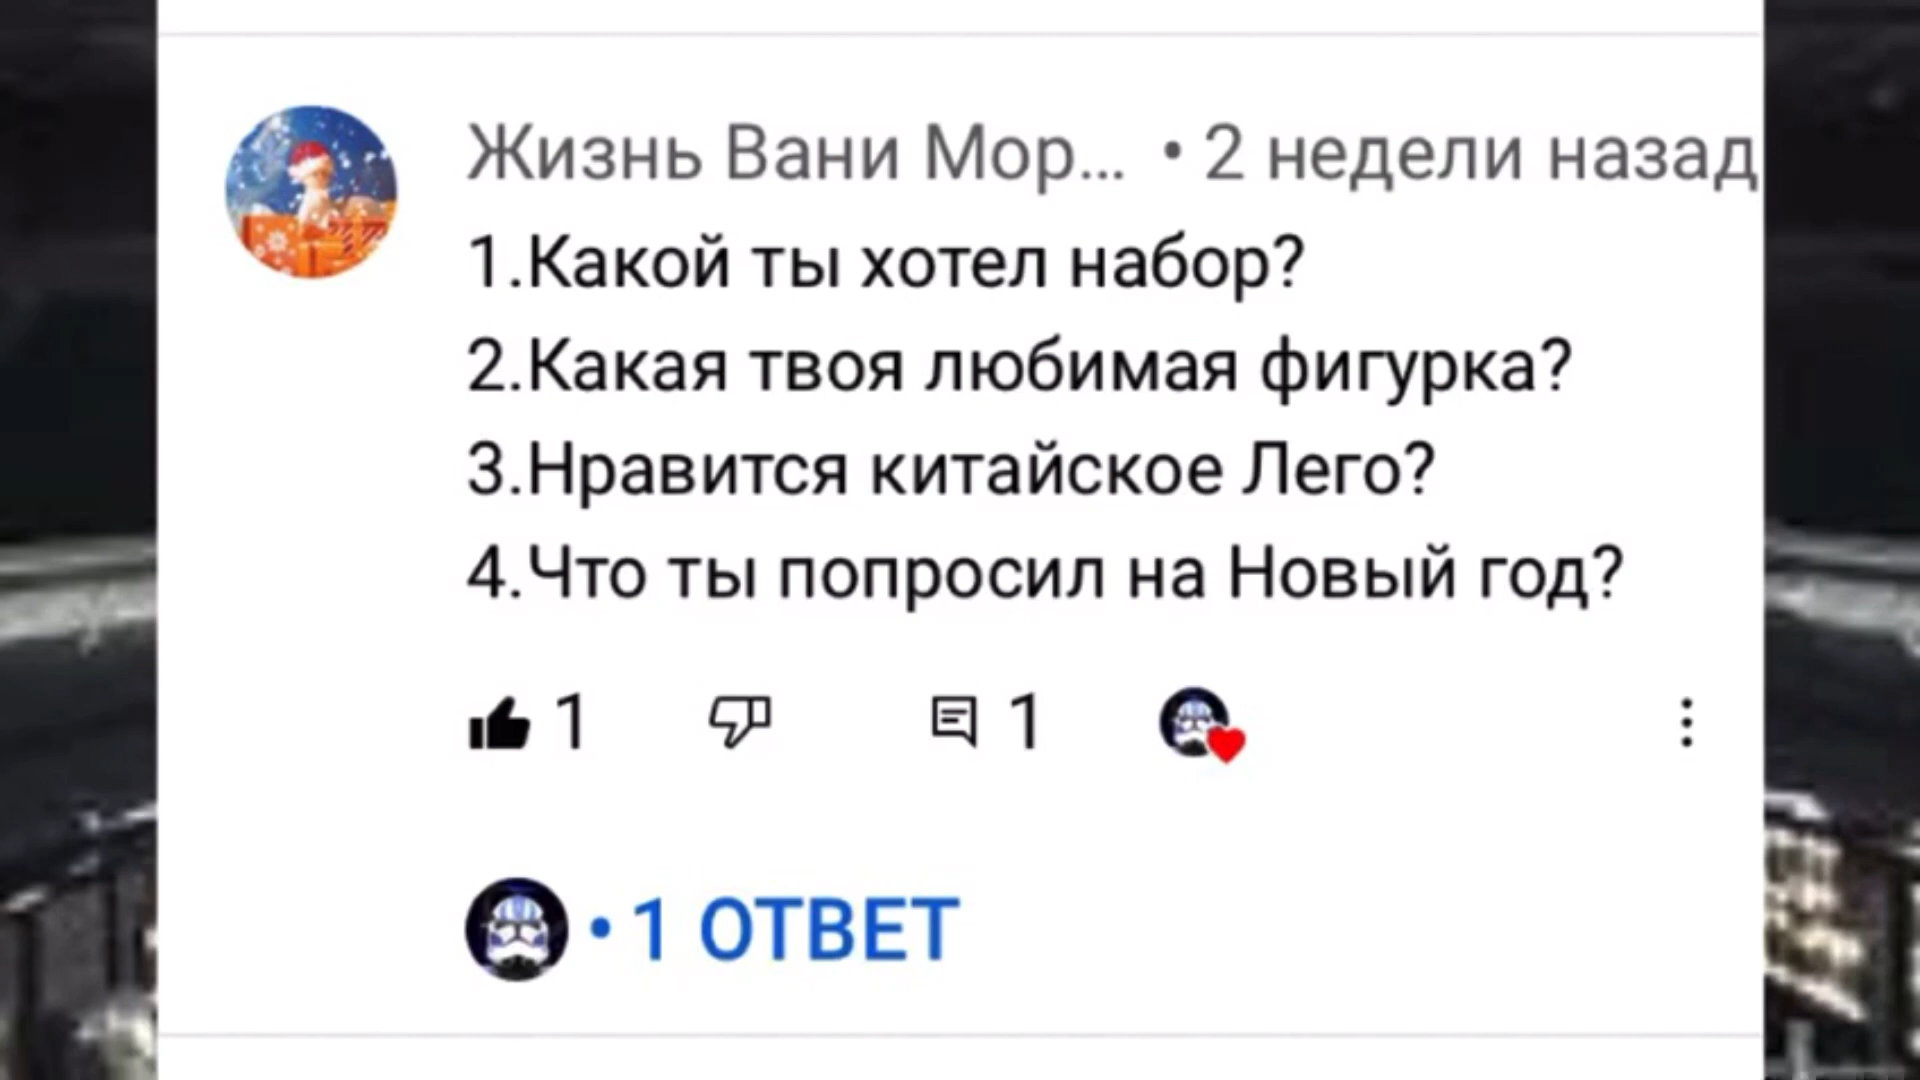 Жизнь Вани Мор... • 2 недели назад
1.Какой ты хотел набор?
2.Какая твоя любимая фигурка?
3.Нравится китайское Лего?
4.Что ты попросил на Новый год?
1 1
• 1 ОТВЕТ